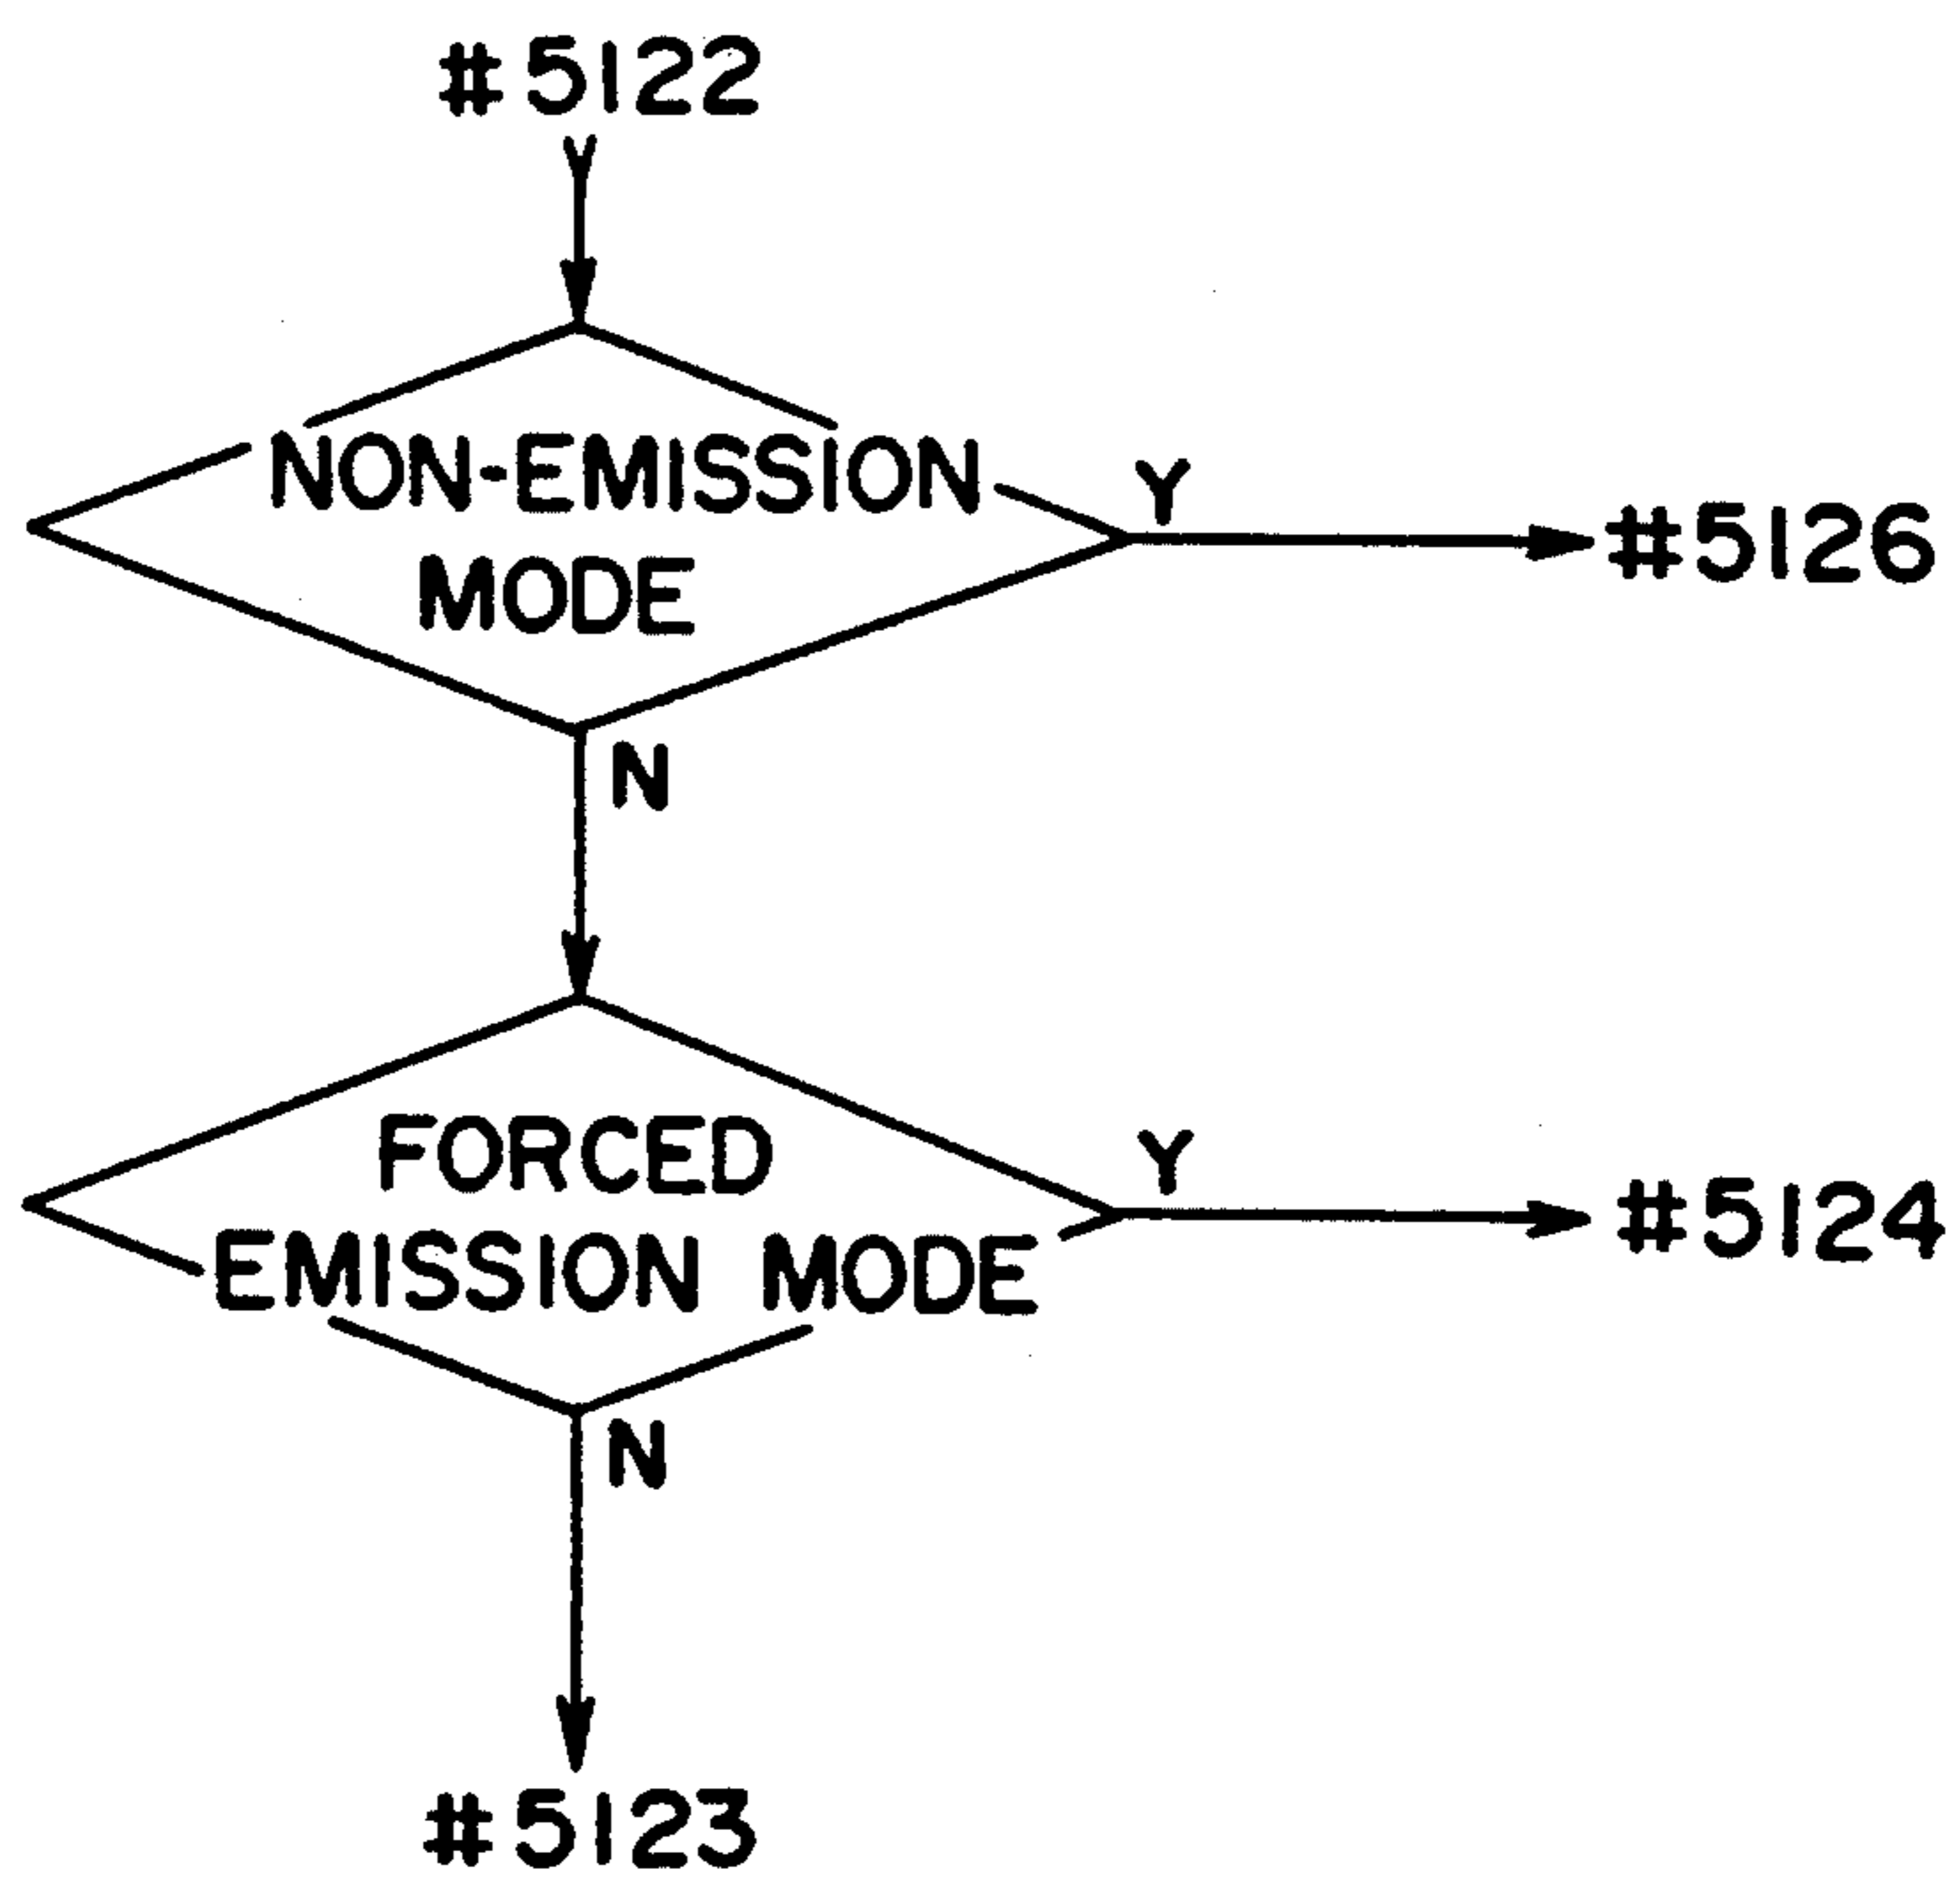 #5122
NON-EMISSION
MODE
Y
#5126
N
FORCED
EMISSION MODE
Y
#5124
N
#5123